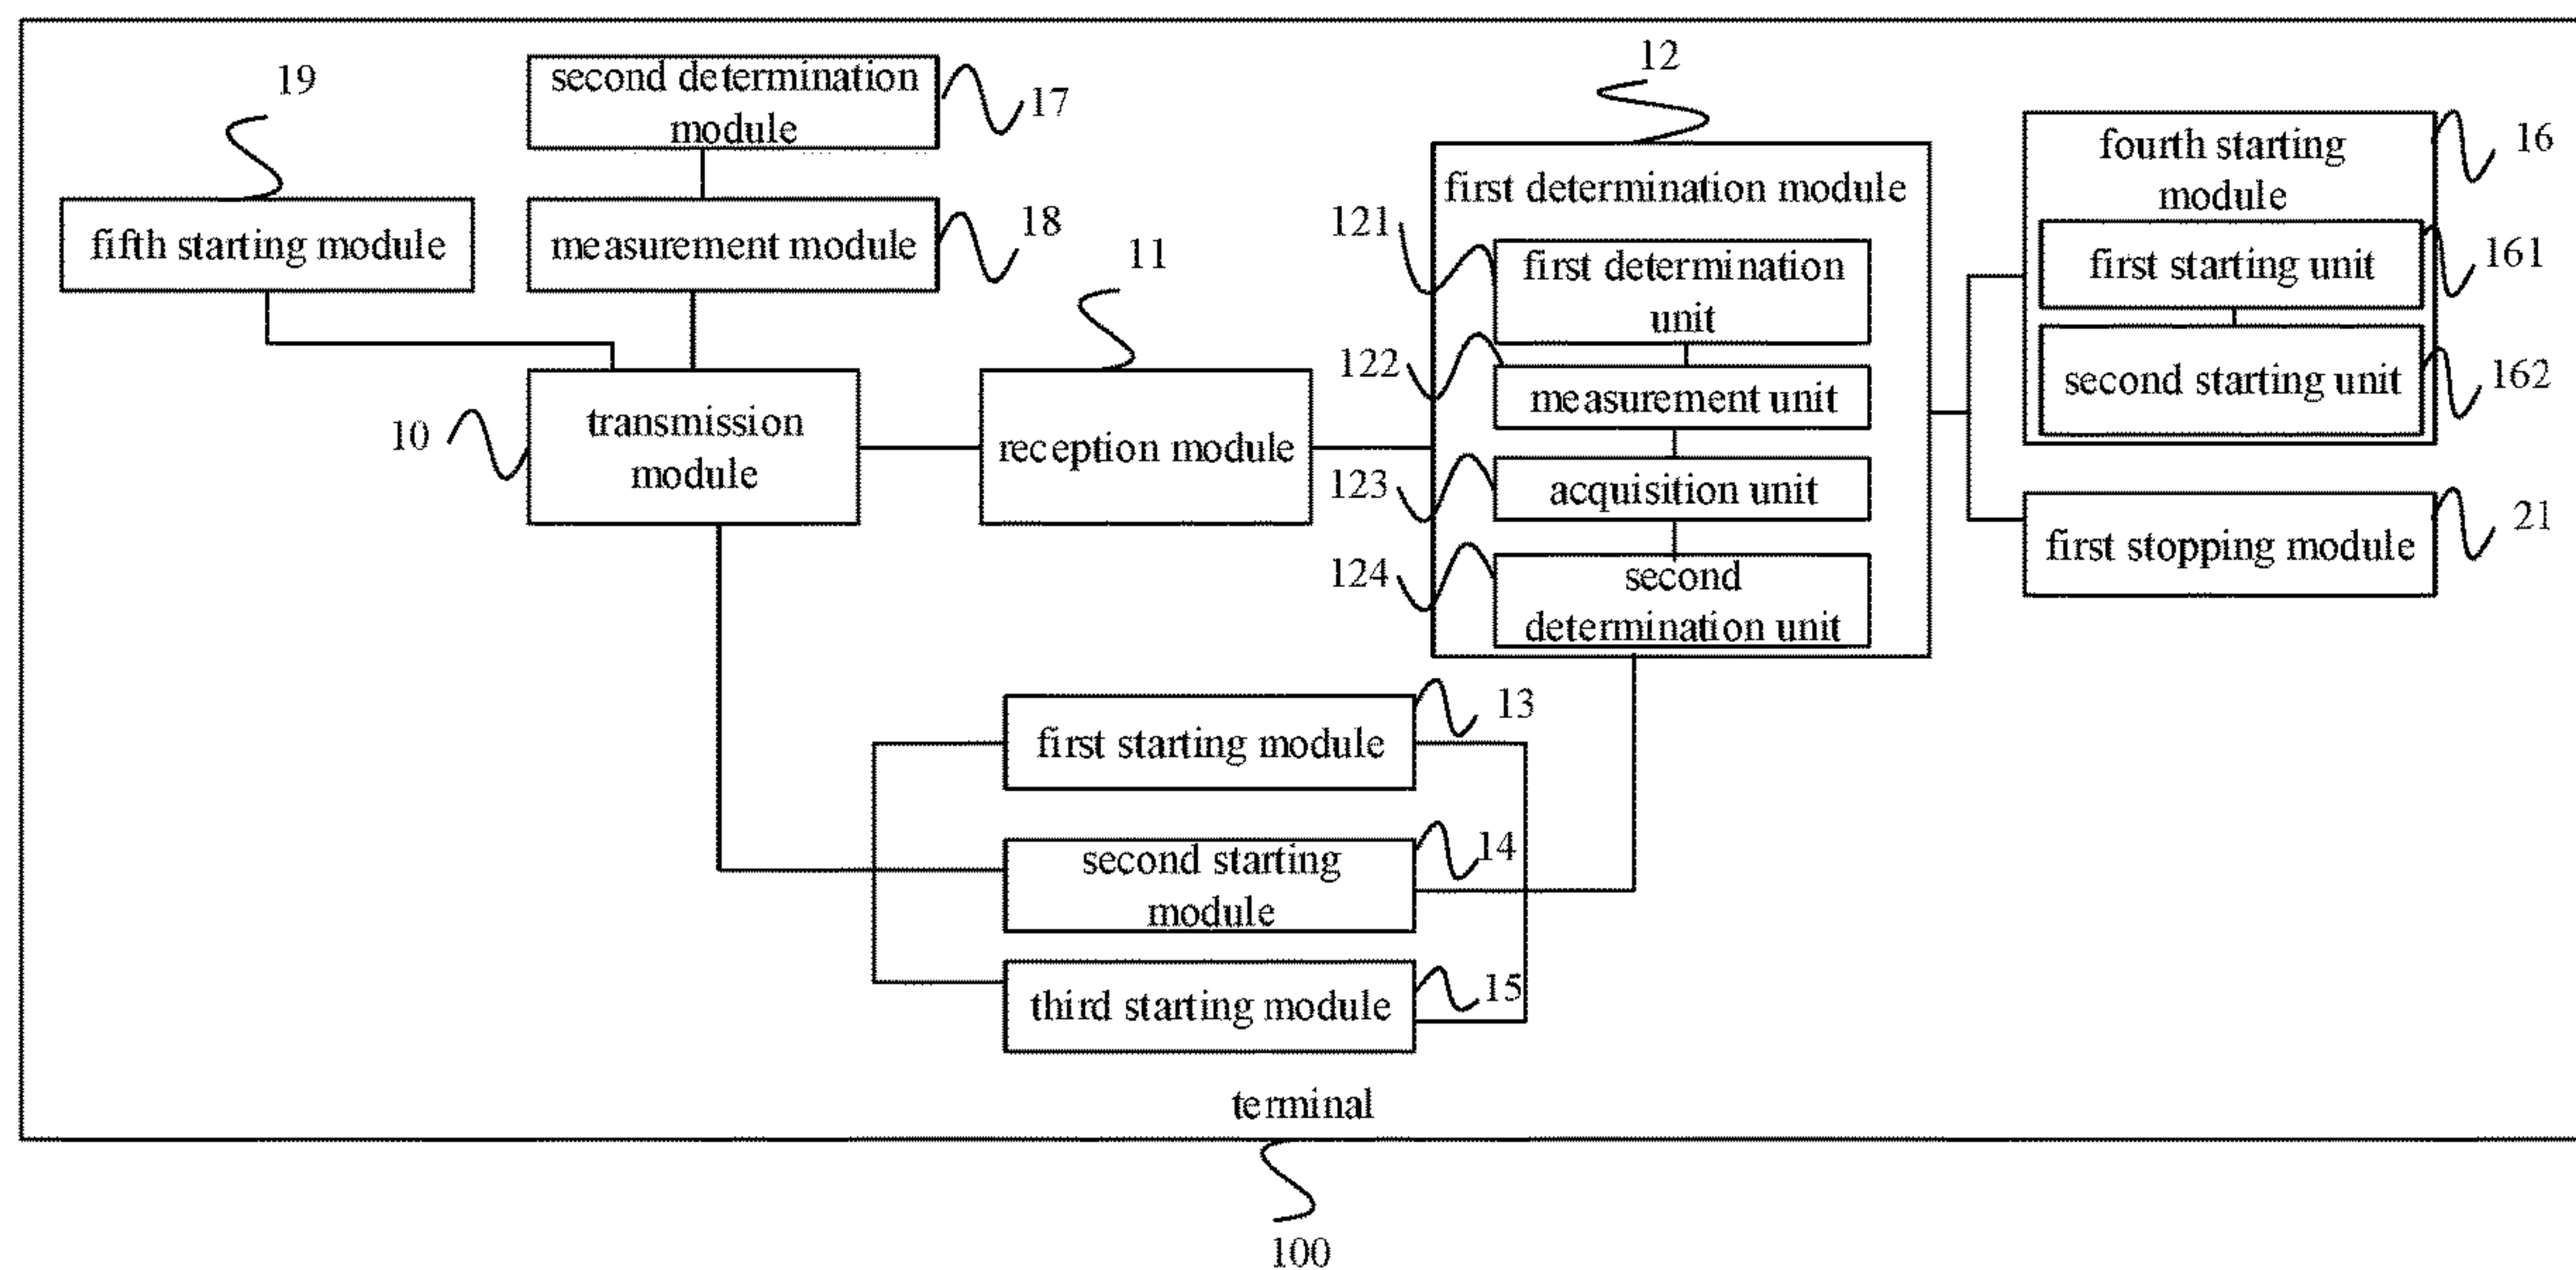 19
second determination
module
17
12
fourth starting
module
16
fifth starting module
measurement module
18
11
first determination module
121
first determination
unit
first starting unit
161
122
measurement unit
second starting unit
162
10
transmission
module
reception module
123
acquisition unit
first stopping module
21
124
second
determination unit
first starting module
13
second starting
module
14
third starting module
15
terminal
100